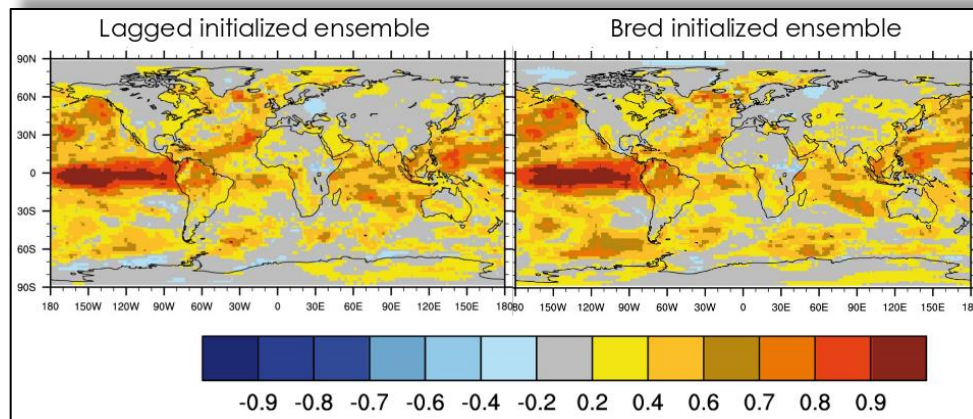 Lagged initialized ensemble
Bred initialized ensemble
90N
60N
30N
0
30S
60S
90S
180 150W 120W 90W 60W 30W 0 30E 60E 90E 120E 150E 180 150W 120W 90W 60W 30W 0 30E 60E 90E 120E 150E
-0.9 -0.8 -0.7 -0.6 -0.4 -0.2 0.2 0.4 0.6 0.7 0.8 0.9